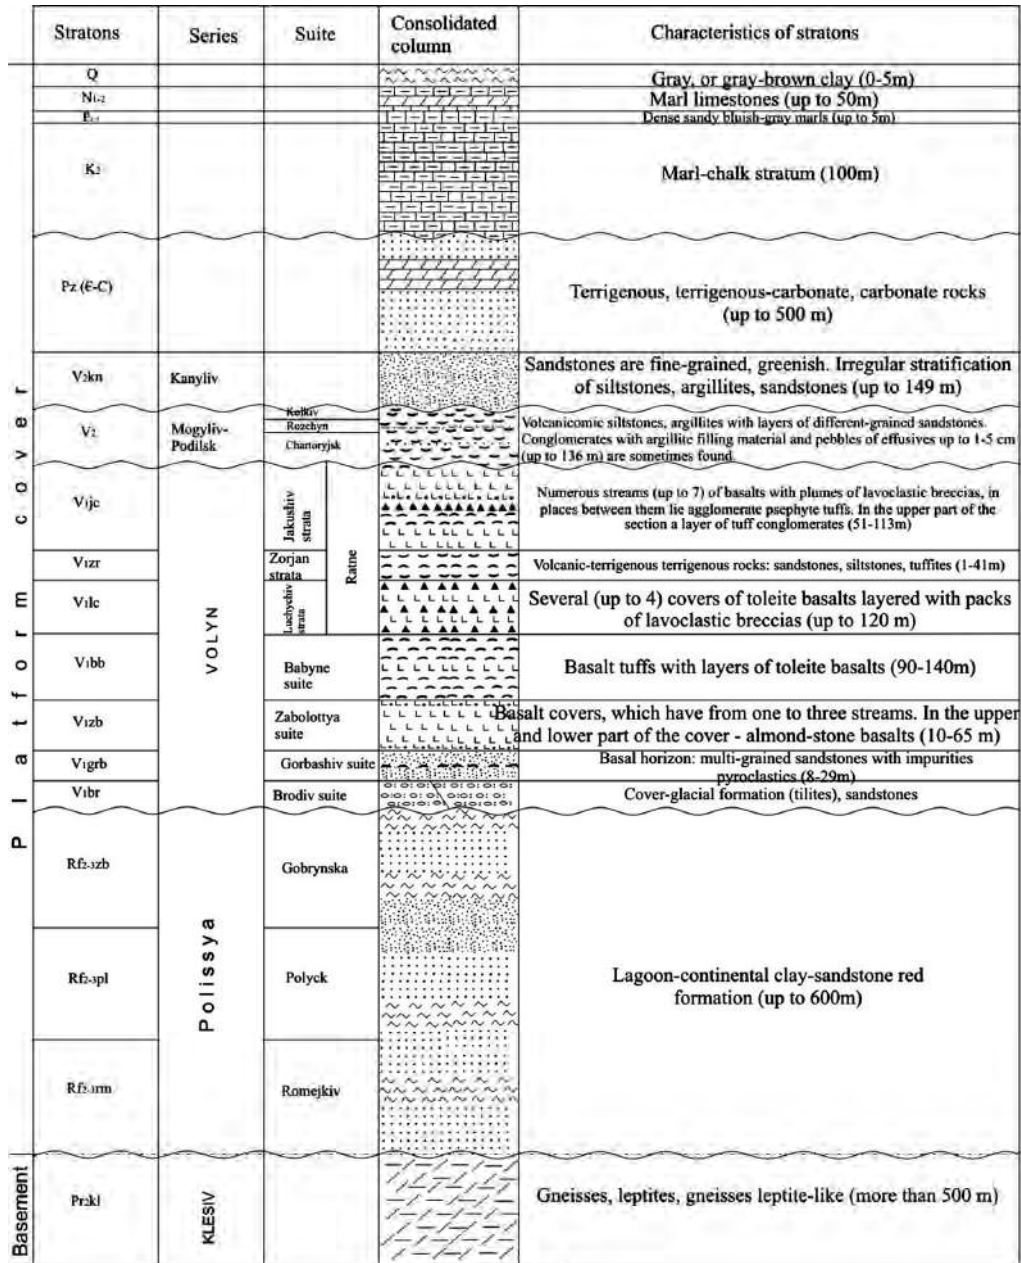 Stratons Series Suite Consolidated column Characteristics of stratons
Q Gray, or gray-brown clay (0-5m)
N1-2 Marl limestones (up to 50m)
Dense sandy bluish-gray marls (up to 5m)
K2 Marl-chalk stratum (100m)
Pz (Є-C) Terrigenous, terrigenous-carbonate, carbonate rocks
(up to 500 m)
V2kn Kanyliv Sandstones are fine-grained, greenish. Irregular stratification
of siltstones, argillites, sandstones (up to 149 m)
V2 Mogyliv-
Podilsk
Kolkiv
Rozchyn
Chartoryjsk
Volcanicomic siltstones, argillites with layers of different-grained sandstones.
Conglomerates with argillite filling material and pebbles of effusives up to 1-5 cm
(up to 136 m) are sometimes found.
V1jc Jakushiv
strata
Numerous streams (up to 7) of basalts with plumes of lavoclastic breccias, in
places between them lie agglomerate psephyte tuffs. In the upper part of the
section a layer of tuff conglomerates (51-113m)
V1zr Zorjan
strata
Ratne
Volcanic-terrigenous terrigenous rocks: sandstones, siltstones, tuffites (1-41m)
V1lc Luchychiv
strata
Several (up to 4) covers of toleite basalts layered with packs
of lavoclastic breccias (up to 120 m)
VOLYN
V1bb Babyne
suite
Basalt tuffs with layers of toleite basalts (90-140m)
V1zb Zabolottya
suite
Basalt covers, which have from one to three streams. In the upper
and lower part of the cover - almond-stone basalts (10-65 m)
V1grb Gorbashiv suite Basal horizon: multi-grained sandstones with impurities
pyroclastics (8-29m)
V1br Brodiv suite Cover-glacial formation (tilites), sandstones
Platform cover
Rf2-3zb Gobrynska
Polissya
Rf2-3pl Polyck Lagoon-continental clay-sandstone red
formation (up to 600m)
Rf2-3rm Romejkiv
Basement
Pr2kl KLESIV Gneisses, leptites, gneisses leptite-like (more than 500 m)